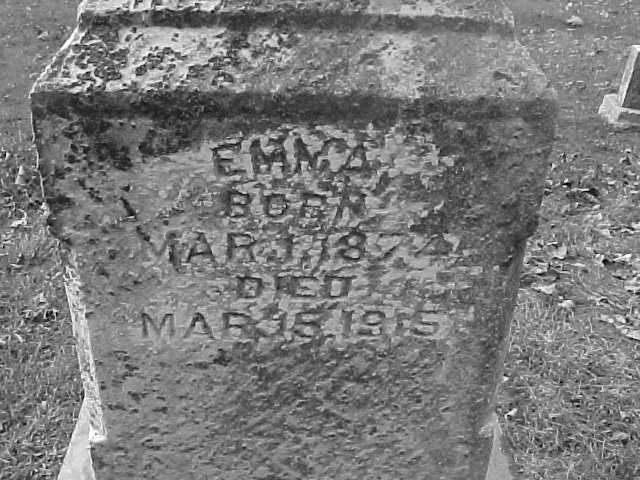 EMMA
BORN
MAR. 1, 1874
DIED
MAR. 15, 1915